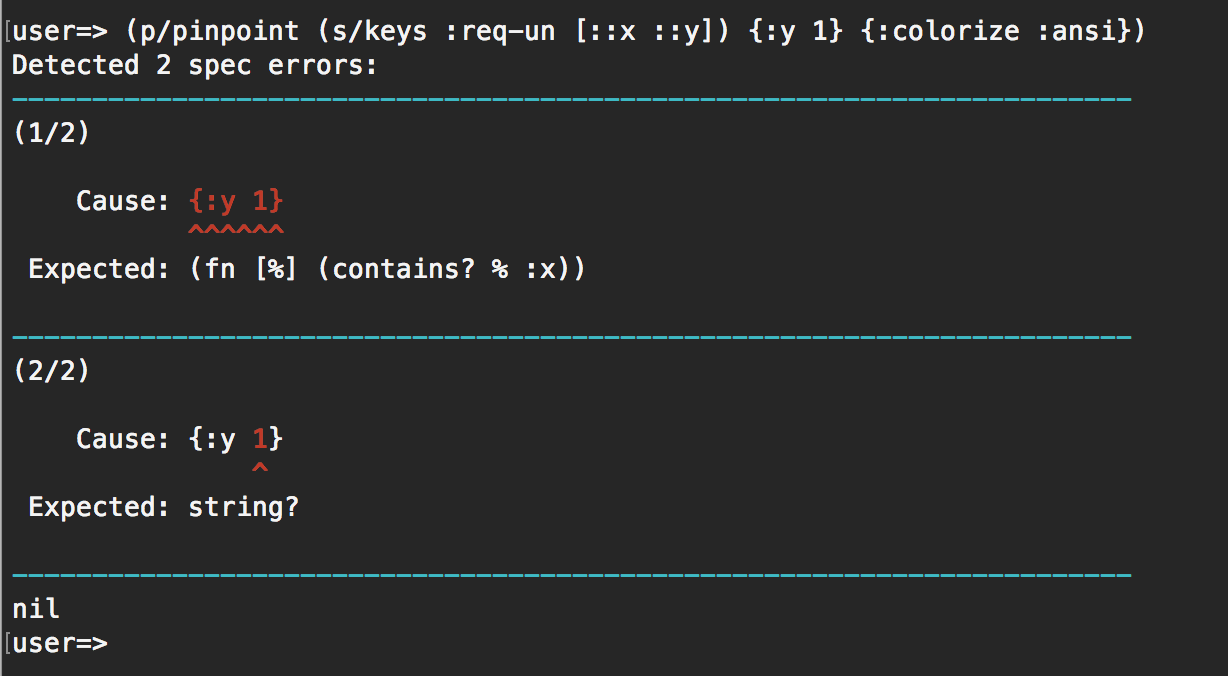 [user=> (p/pinpoint (s/keys :req-un [::x ::y]) {:y 1} {:colorize :ansi})
Detected 2 spec errors:
----------------------------------------------------------------------
(1/2)
    Cause: {:y 1}
           ^^^^^^
 Expected: (fn [%] (contains? % :x))
----------------------------------------------------------------------
(2/2)
    Cause: {:y 1}
               ^
 Expected: string?
----------------------------------------------------------------------
nil
[user=>